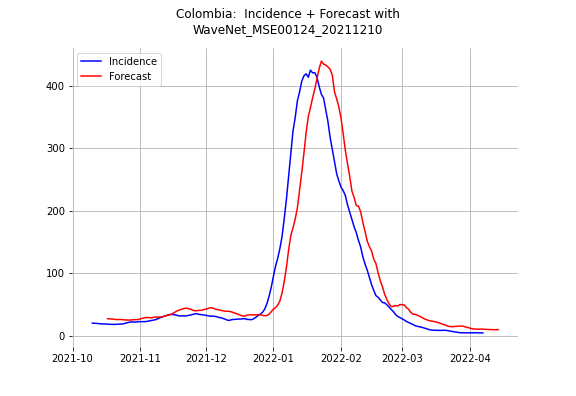 Colombia:  Incidence + Forecast with
WaveNet_MSE00124_20211210
Incidence
Forecast
400
300
200
100
0
2021-10 2021-11 2021-12 2022-01 2022-02 2022-03 2022-04